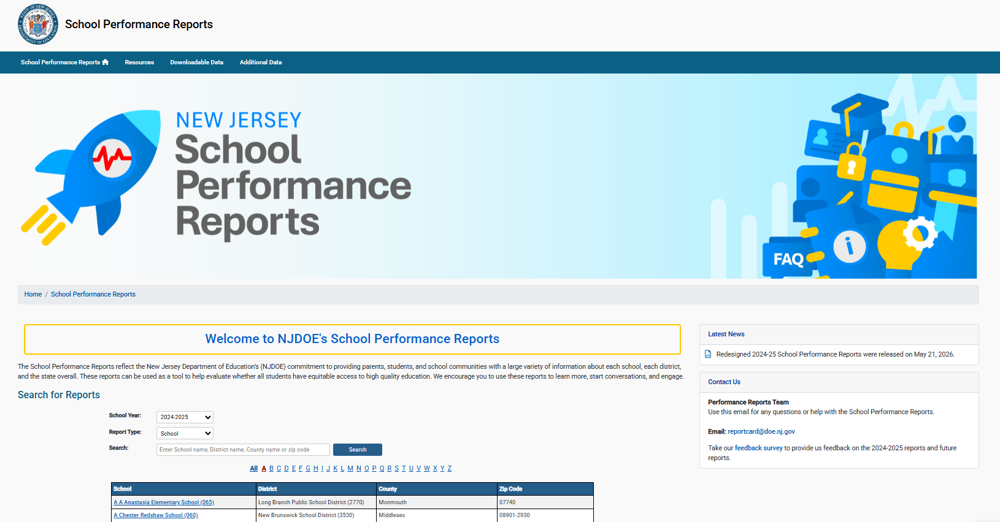 School Performance Reports
School Performance Reports
Resources
Downloadable Data
Additional Data
NEW JERSEY
School
Performance
Reports
FAQ
i
Home / School Performance Reports
Welcome to NJDOE's School Performance Reports
The School Performance Reports reflect the New Jersey Department of Education's (NJDOE) commitment to providing parents, students, and school communities with a large variety of information about each school, each district,
and the state overall. These reports can be used as a tool to help evaluate whether all students have equitable access to high quality education. We encourage you to use these reports to learn more, start conversations, and engage.
Search for Reports
School Year:
2024-2025
Report Type:
School
Search:
Enter School name, District name, County name or zip code
Search
All A B C D E F G H I J K L M N O P Q R S T U V W X Y Z
School District County Zip Code
A A Anastasia Elementary School (065) Long Branch Public School District (2770) Monmouth 07740
A Chester Redshaw School (060) New Brunswick School District (3530) Middlesex 08901-2930
Latest News
Redesigned 2024-25 School Performance Reports were released on May 21, 2026.
Contact Us
Performance Reports Team
Use this email for any questions or help with the School Performance Reports.
Email: reportcard@doe.nj.gov
Take our feedback survey to provide us feedback on the 2024-2025 reports and future
reports.